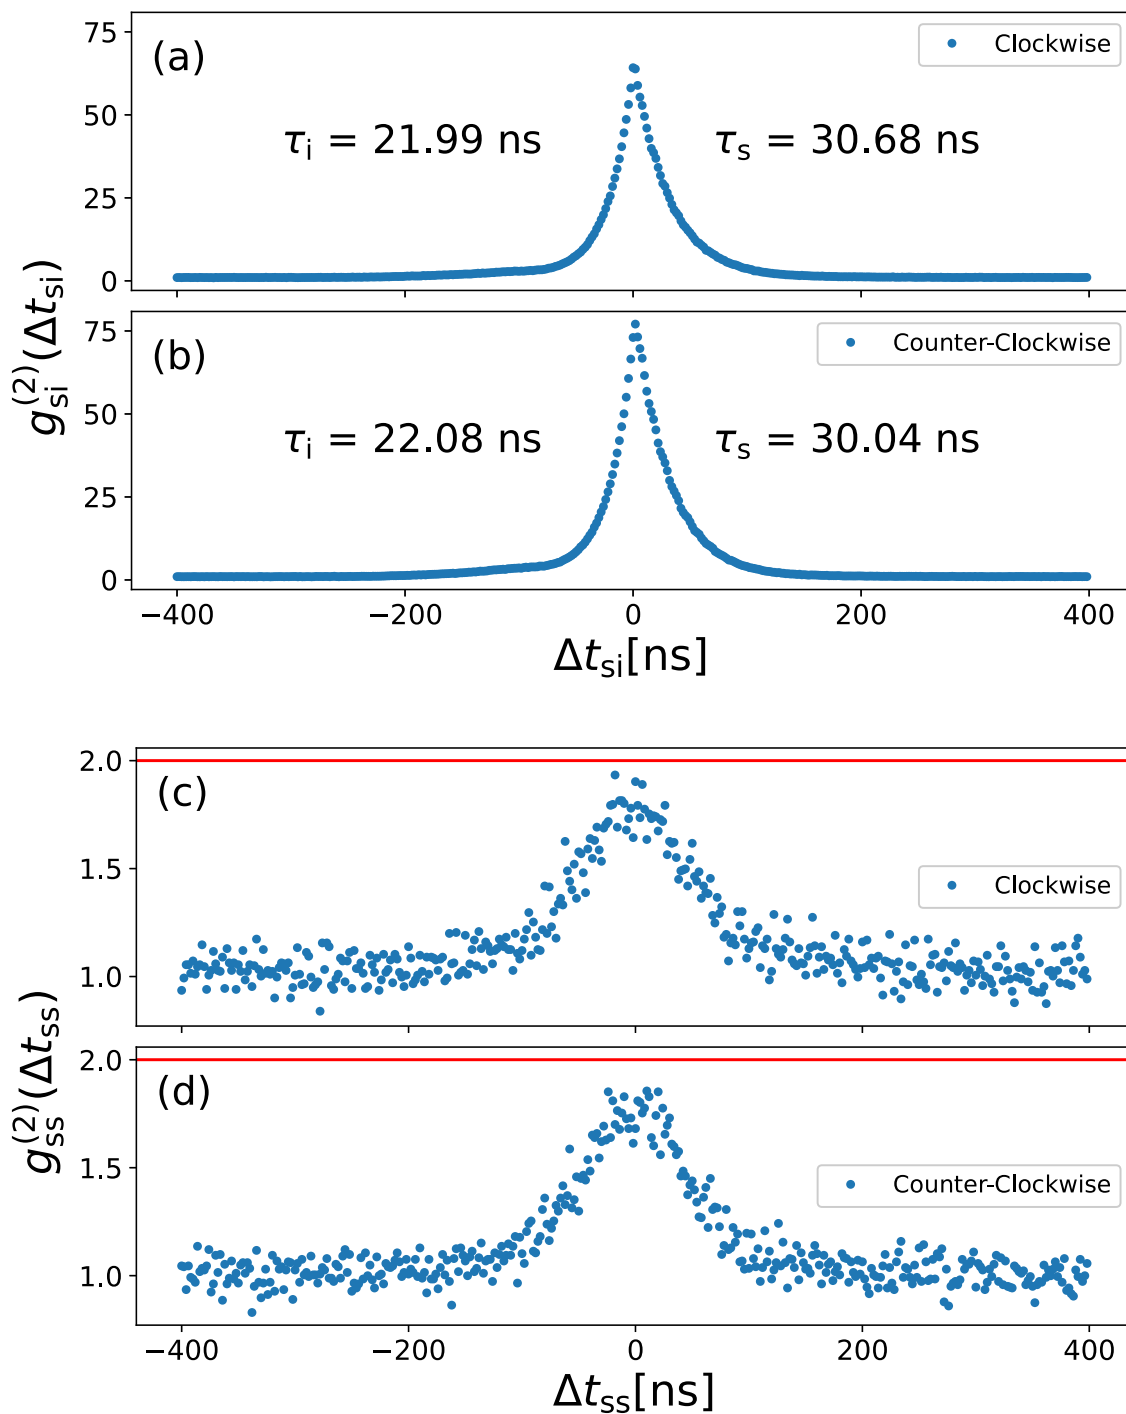 75
(a)
Clockwise
50
τi = 21.99 ns
τs = 30.68 ns
25
0
g(2)si(Δtsi)
75
(b)
Counter-Clockwise
50
τi = 22.08 ns
τs = 30.04 ns
25
0
−400 −200 0 200 400
Δtsi[ns]
2.0
(c)
1.5
Clockwise
1.0
g(2)ss(Δtss)
2.0
(d)
1.5
Counter-Clockwise
1.0
−400 −200 0 200 400
Δtss[ns]